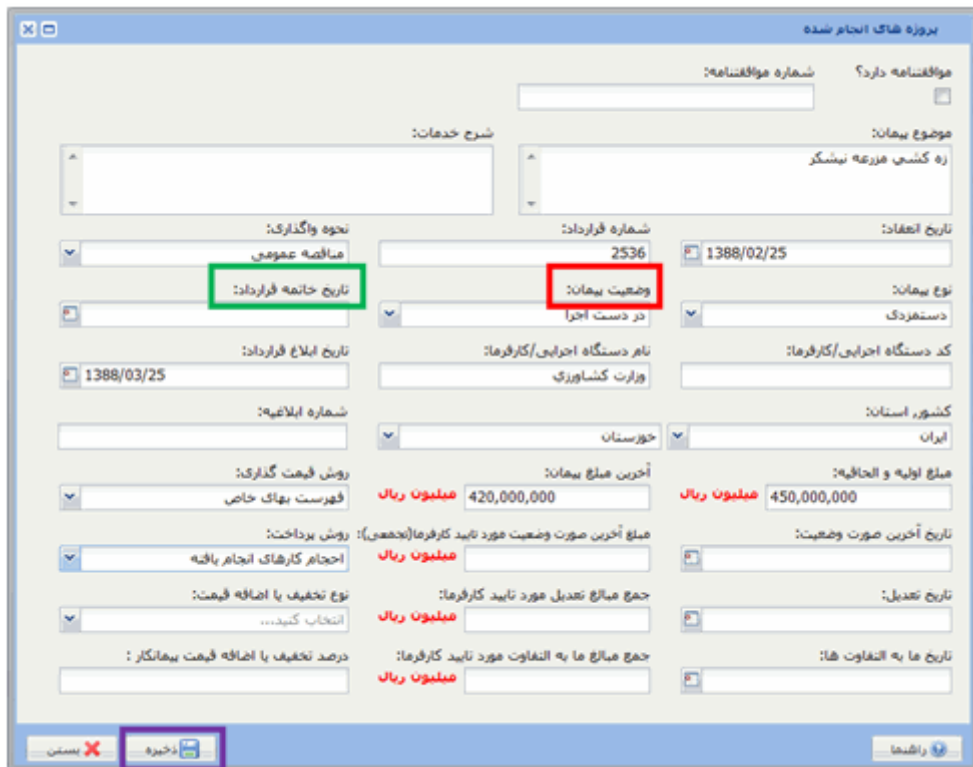 پروژه های انجام شده
موافقتنامه دارد؟ شماره موافقتنامه:
موضوع پیمان: شرح خدمات:
زه کشی مزرعه نیشکر
تاریخ انعقاد: شماره قرارداد: نحوه واگذاری:
1388/02/25 2536 مناقصه عمومی
نوع پیمان: وضعیت پیمان: تاریخ خاتمه قرارداد:
دستمزدی در دست اجرا
کد دستگاه اجرایی/کارفرما: نام دستگاه اجرایی/کارفرما: تاریخ ابلاغ قرارداد:
وزارت کشاورزی 1388/03/25
کشور, استان: شماره ابلاغیه:
ایران خوزستان
مبلغ اولیه و الحاقیه: آخرین مبلغ پیمان: روش قیمت گذاری:
450,000,000 میلیون ریال 420,000,000 میلیون ریال فهرست بهای خاص
تاریخ آخرین صورت وضعیت: مبلغ آخرین صورت وضعیت مورد تایید کارفرما(تجمعی): روش پرداخت:
میلیون ریال احجام کارهای انجام یافته
تاریخ تعدیل: جمع مبالغ تعدیل مورد تایید کارفرما: نوع تخفیف یا اضافه قیمت:
میلیون ریال انتخاب کنید...
تاریخ ما به التفاوت ها: جمع مبالغ ما به التفاوت مورد تایید کارفرما: درصد تخفیف یا اضافه قیمت پیمانکار :
میلیون ریال
راهنما ذخیره بستن